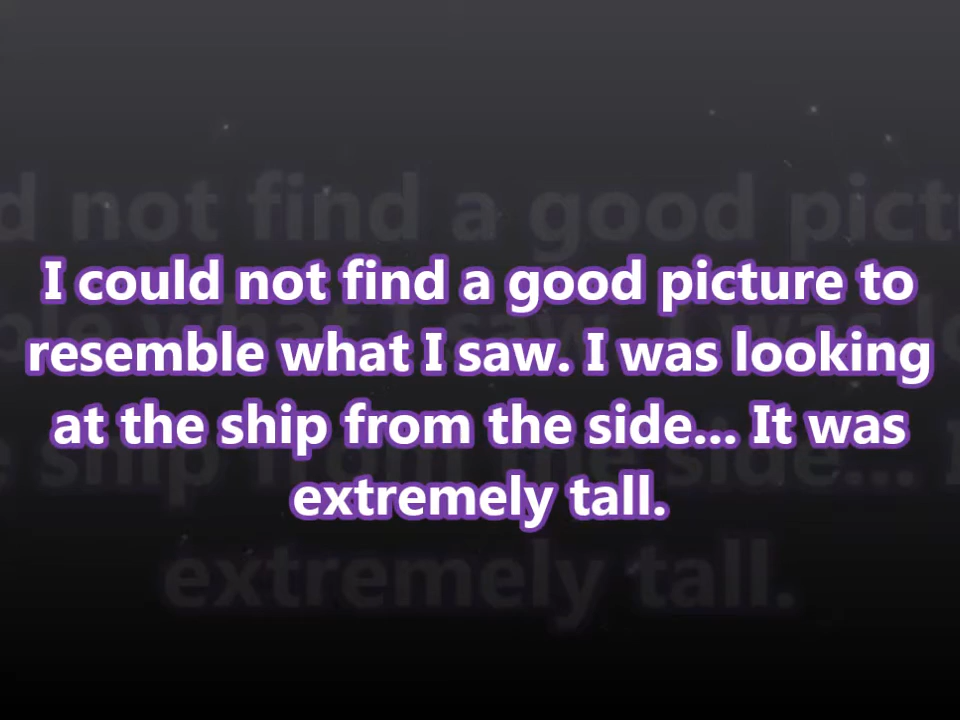 I could not find a good picture to
resemble what I saw. I was looking
at the ship from the side... It was
extremely tall.